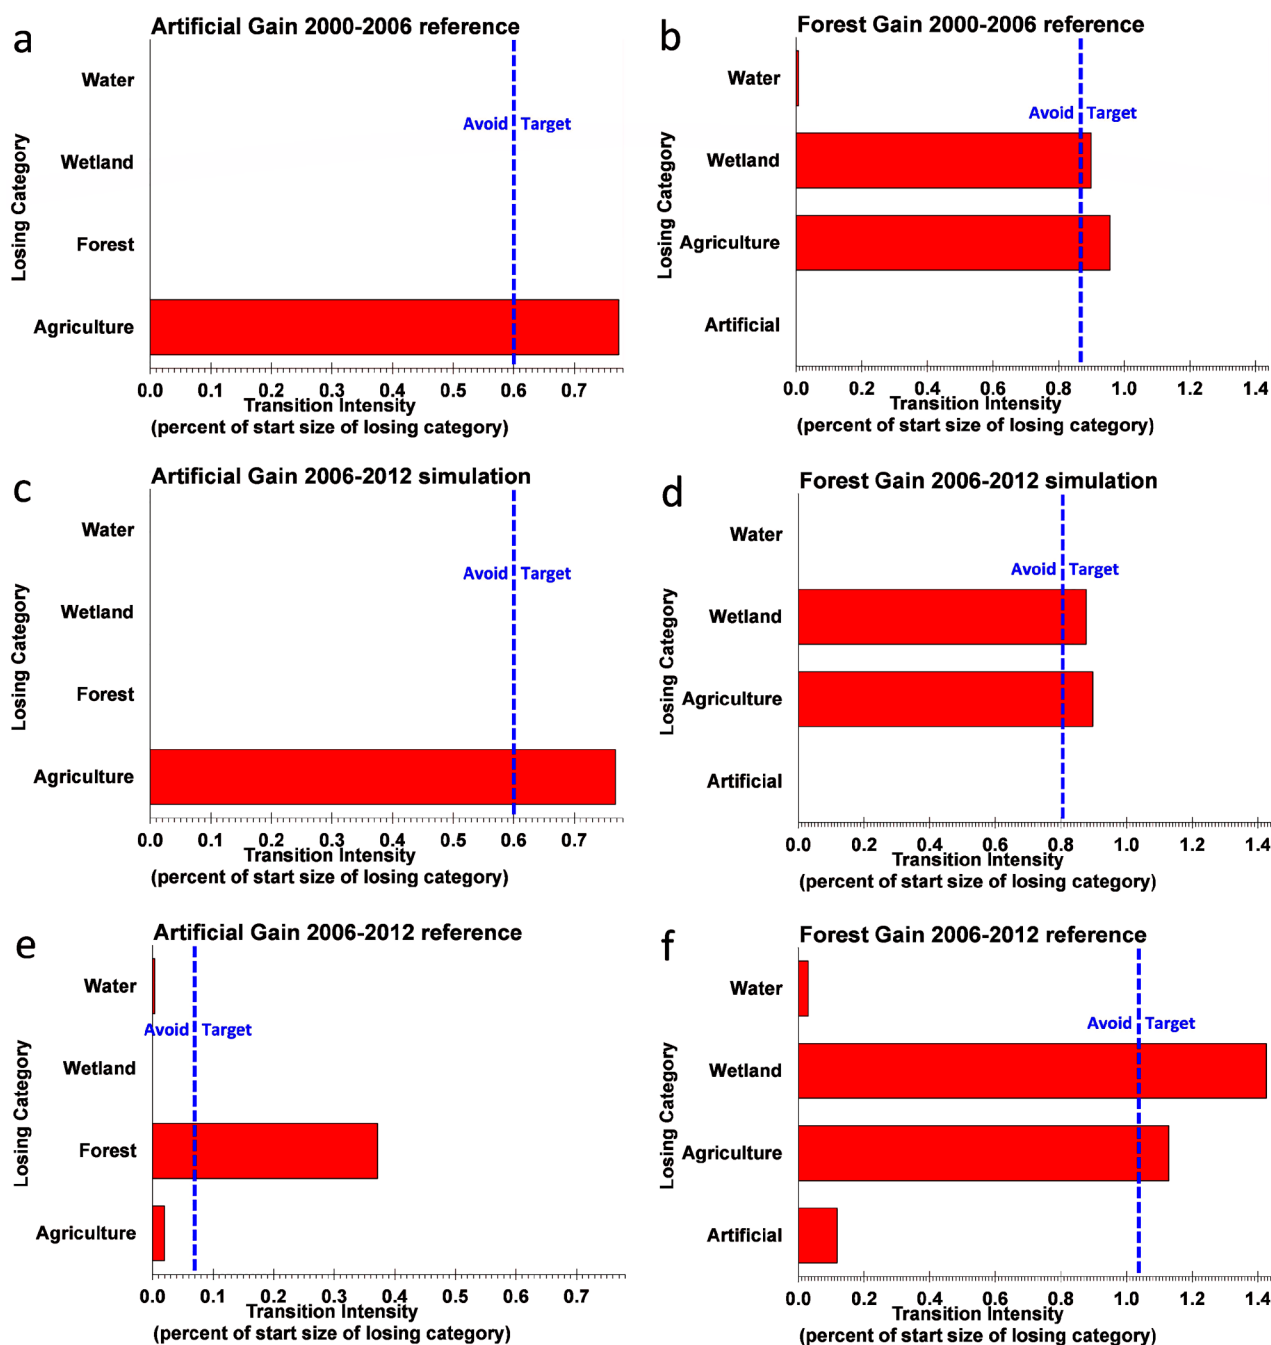 a
Artificial Gain 2000-2006 reference
Losing Category
Water
Wetland
Forest
Agriculture
Avoid Target
0.0 0.1 0.2 0.3 0.4 0.5 0.6 0.7
Transition Intensity
(percent of start size of losing category)
b
Forest Gain 2000-2006 reference
Losing Category
Water
Wetland
Agriculture
Artificial
Avoid Target
0.0 0.2 0.4 0.6 0.8 1.0 1.2 1.4
Transition Intensity
(percent of start size of losing category)
c
Artificial Gain 2006-2012 simulation
Losing Category
Water
Wetland
Forest
Agriculture
Avoid Target
0.0 0.1 0.2 0.3 0.4 0.5 0.6 0.7
Transition Intensity
(percent of start size of losing category)
d
Forest Gain 2006-2012 simulation
Losing Category
Water
Wetland
Agriculture
Artificial
Avoid Target
0.0 0.2 0.4 0.6 0.8 1.0 1.2 1.4
Transition Intensity
(percent of start size of losing category)
e
Artificial Gain 2006-2012 reference
Losing Category
Water
Wetland
Forest
Agriculture
Avoid Target
0.0 0.1 0.2 0.3 0.4 0.5 0.6 0.7
Transition Intensity
(percent of start size of losing category)
f
Forest Gain 2006-2012 reference
Losing Category
Water
Wetland
Agriculture
Artificial
Avoid Target
0.0 0.2 0.4 0.6 0.8 1.0 1.2 1.4
Transition Intensity
(percent of start size of losing category)